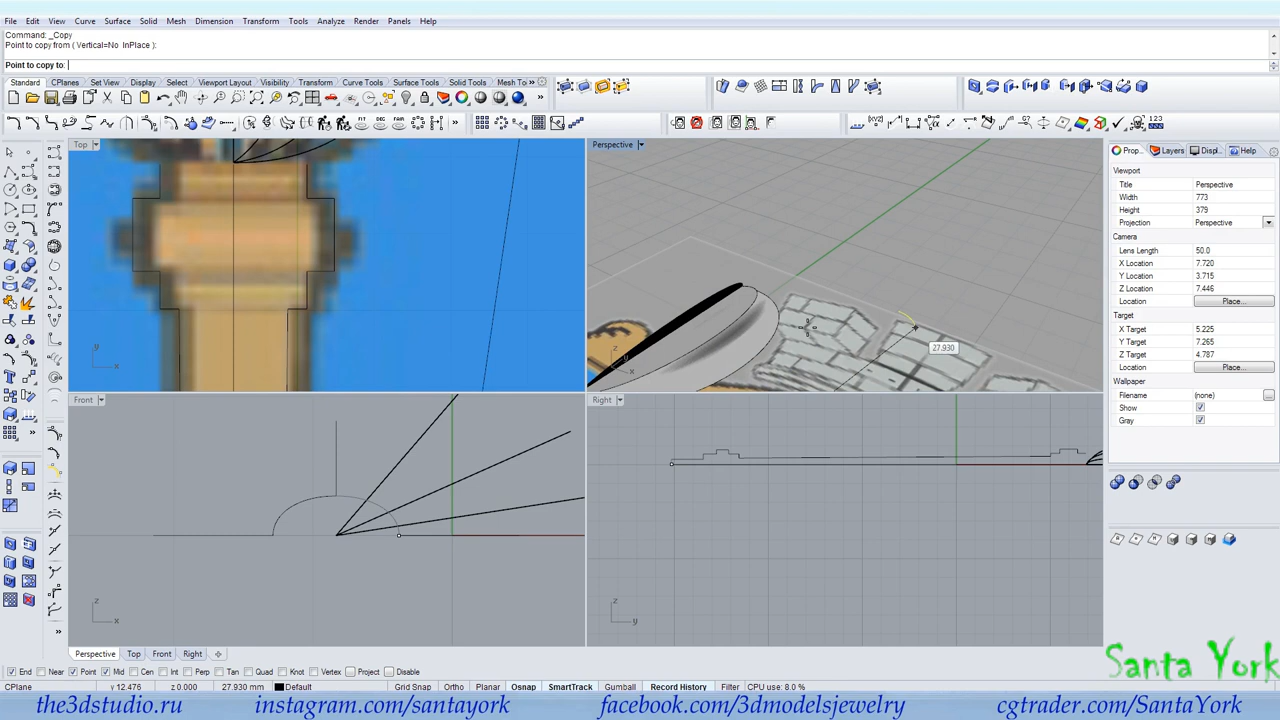 File Edit View Curve Surface Solid Mesh Dimension Transform Tools Analyze Render Panels Help
Command: _Copy
Point to copy from ( Vertical=No InPlace ):
Point to copy to:
Standard CPlanes Set View Display Select Viewport Layout Visibility Transform Curve Tools Surface Tools Solid Tools Mesh To
Top
Perspective
Prop... Layers Displ... Help
Viewport
Title Perspective
Width 773
Height 379
Projection Perspective
Camera
Lens Length 50.0
X Location 7.720
Y Location 3.715
Z Location 7.446
Location Place...
Target
X Target 5.225
Y Target 7.265
Z Target 4.787
Location Place...
Wallpaper
Filename (none)
Show
Gray
27.930
y
x
z
y
x
Front
Right
z
x
z
y
Perspective Top Front Right
End Near Point Mid Cen Int Perp Tan Quad Knot Vertex Project Disable
CPlane x 12.476 z 0.000 27.930 mm Default Grid Snap Ortho Planar Osnap SmartTrack Gumball Record History Filter CPU use: 8.0 %
Santa York
the3dstudio.ru instagram.com/santayork facebook.com/3dmodelsjewelry cgtrader.com/SantaYork